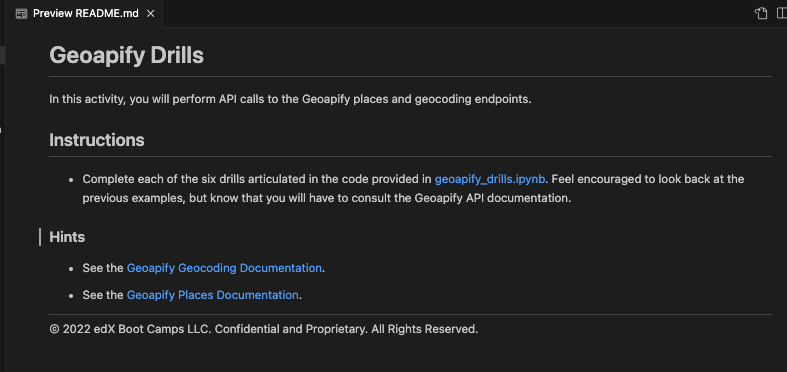 Preview README.md
Geoapify Drills
In this activity, you will perform API calls to the Geoapify places and geocoding endpoints.
Instructions
• Complete each of the six drills articulated in the code provided in geoapify_drills.ipynb. Feel encouraged to look back at the
previous examples, but know that you will have to consult the Geoapify API documentation.
Hints
• See the Geoapify Geocoding Documentation.
• See the Geoapify Places Documentation.
© 2022 edX Boot Camps LLC. Confidential and Proprietary. All Rights Reserved.